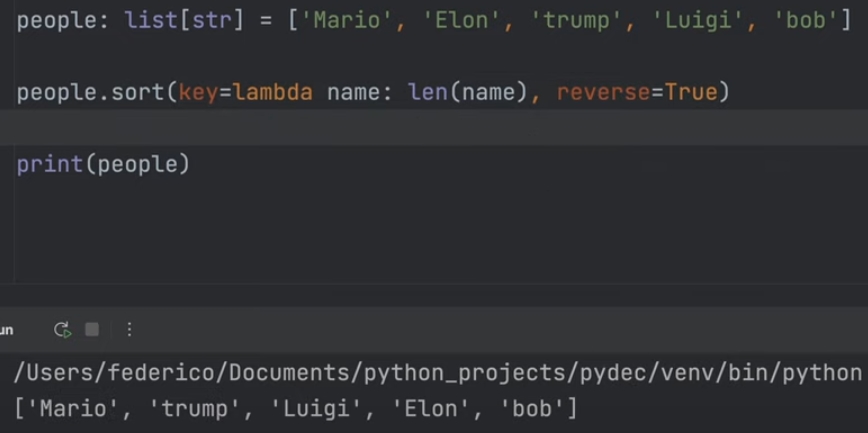 people: list[str] = ['Mario', 'Elon', 'trump', 'Luigi', 'bob']
people.sort(key=lambda name: len(name), reverse=True)
print(people)
un
/Users/federico/Documents/python_projects/pydec/venv/bin/python
['Mario', 'trump', 'Luigi', 'Elon', 'bob']